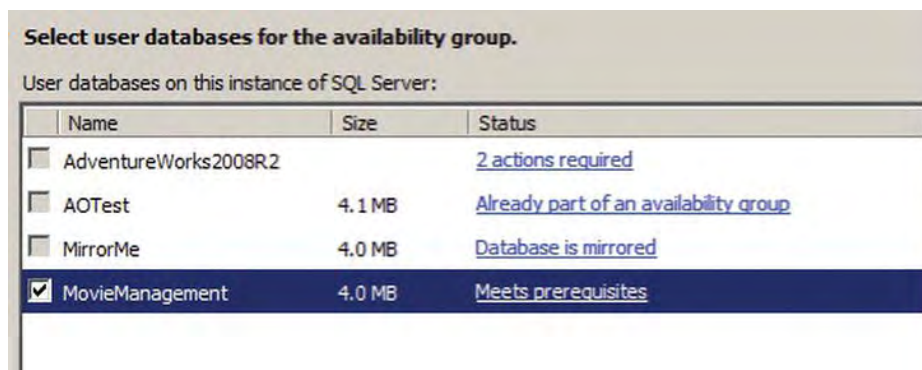 Select user databases for the availability group.
User databases on this instance of SQL Server:
Name Size Status
AdventureWorks2008R2 2 actions required
AOTest 4.1 MB Already part of an availability group
MirrorMe 4.0 MB Database is mirrored
MovieManagement 4.0 MB Meets prerequisites